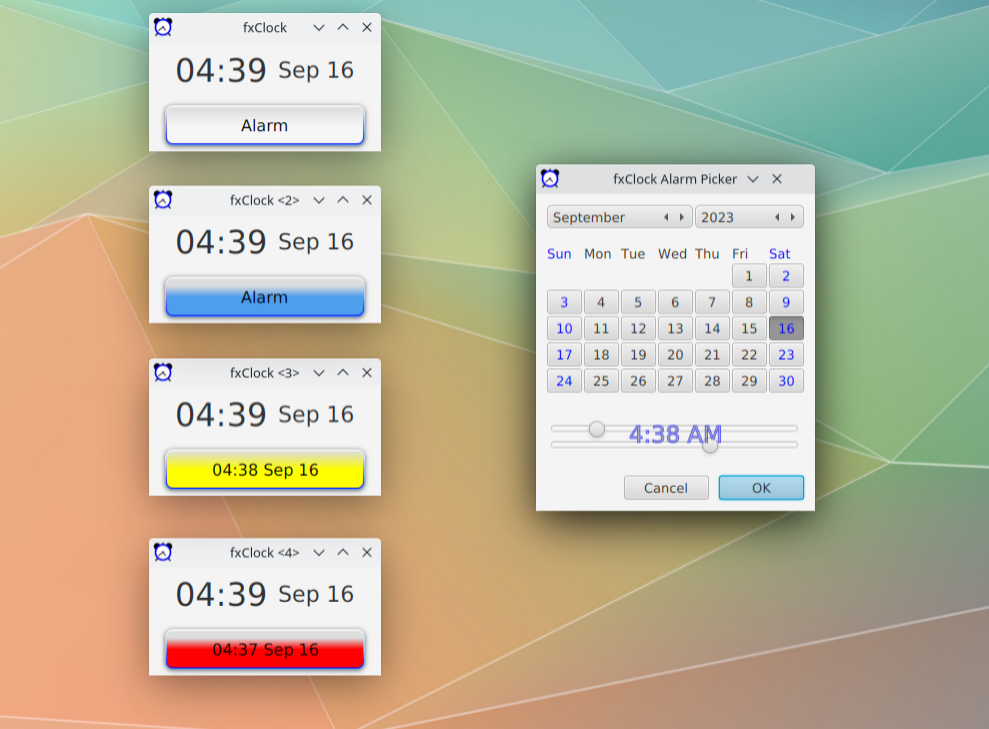 fxClock
04:39 Sep 16
Alarm
fxClock <2>
04:39 Sep 16
Alarm
fxClock <3>
04:39 Sep 16
04:38 Sep 16
fxClock <4>
04:39 Sep 16
04:37 Sep 16
fxClock Alarm Picker
September 2023
Sun Mon Tue Wed Thu Fri Sat
1 2
3 4 5 6 7 8 9
10 11 12 13 14 15 16
17 18 19 20 21 22 23
24 25 26 27 28 29 30
4:38 AM
Cancel OK